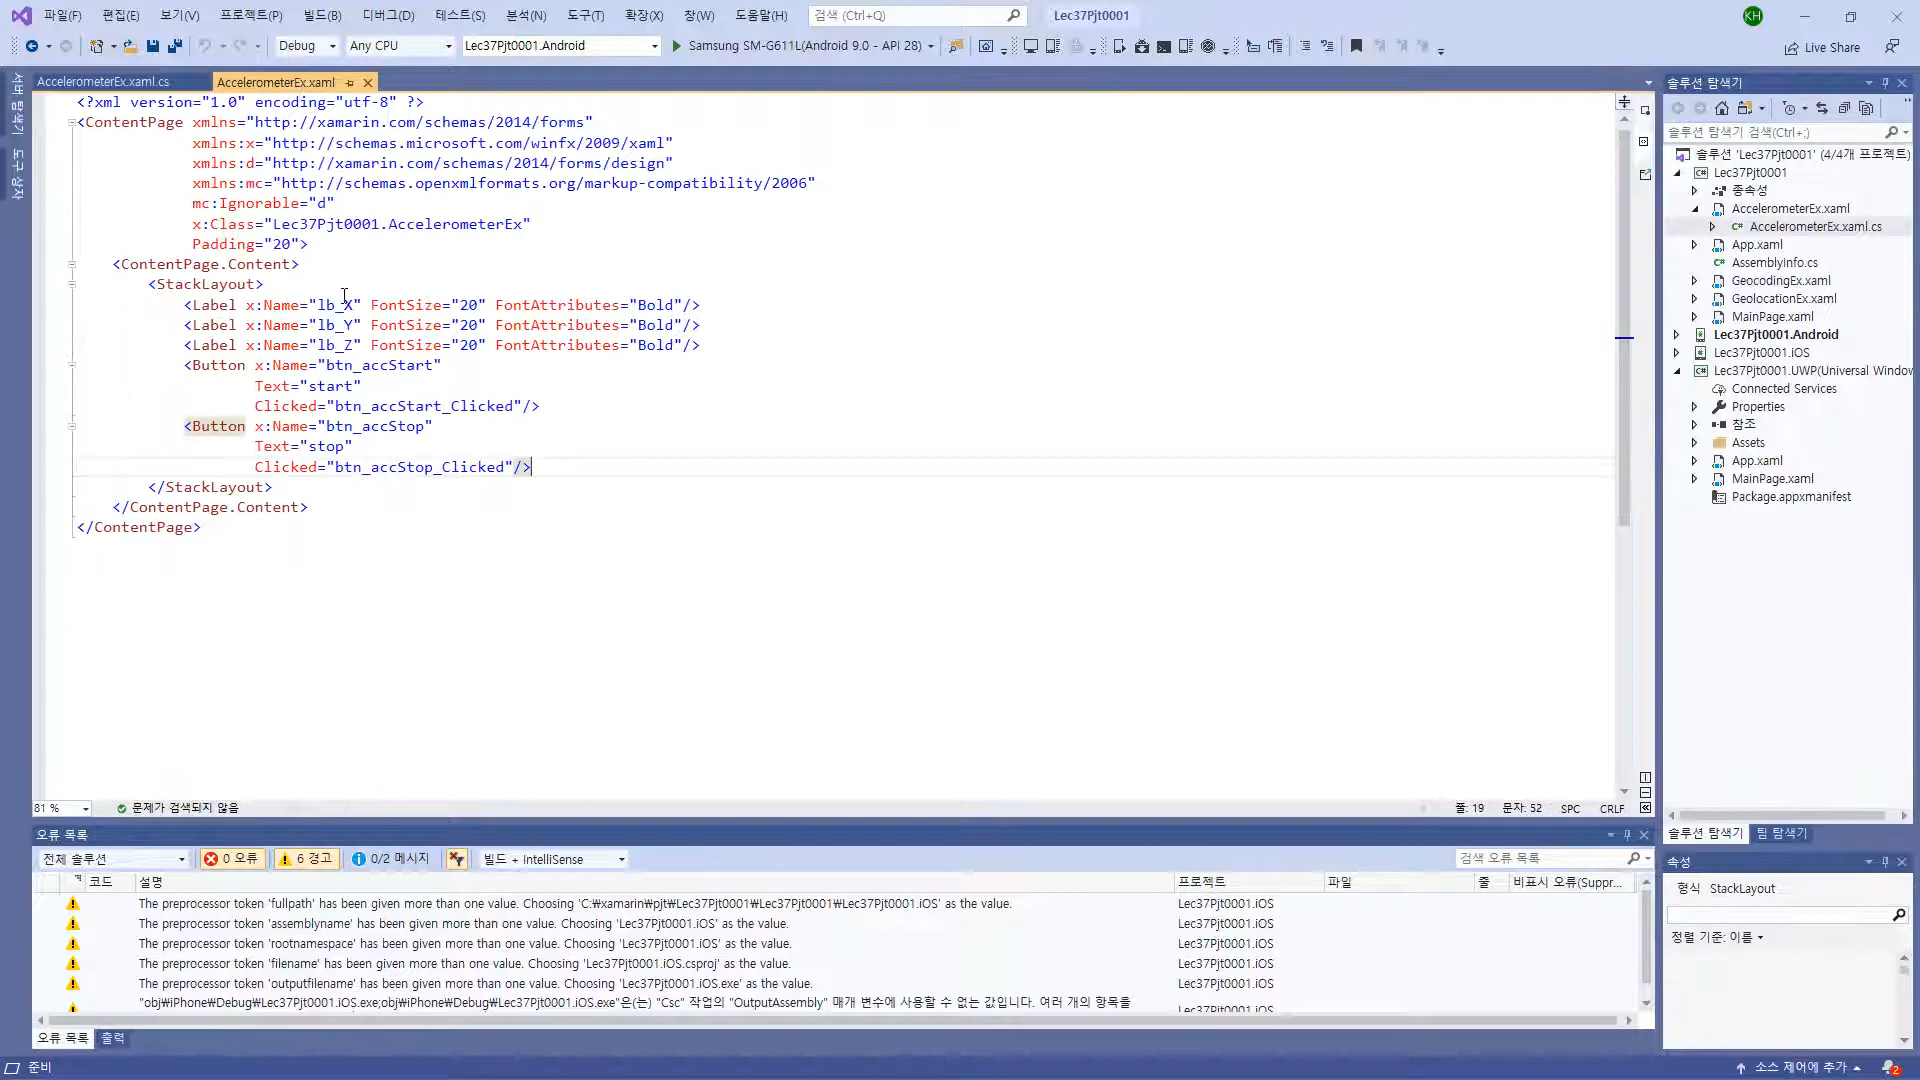 파일(F) 편집(E) 보기(V) 프로젝트(P) 빌드(B) 디버그(D) 테스트(S) 분석(N) 도구(T) 확장(X) 창(W) 도움말(H) 검색 (Ctrl+Q) Lec37Pjt0001 KH
Debug Any CPU Lec37Pjt0001.Android Samsung SM-G611L(Android 9.0 - API 28) Live Share
서버 탐색기
도구 상자
AccelerometerEx.xaml.cs AccelerometerEx.xaml
<?xml version="1.0" encoding="utf-8" ?>
<ContentPage xmlns="http://xamarin.com/schemas/2014/forms"
xmlns:x="http://schemas.microsoft.com/winfx/2009/xaml"
xmlns:d="http://xamarin.com/schemas/2014/forms/design"
xmlns:mc="http://schemas.openxmlformats.org/markup-compatibility/2006"
mc:Ignorable="d"
x:Class="Lec37Pjt0001.AccelerometerEx"
Padding="20">
<ContentPage.Content>
<StackLayout>
<Label x:Name="lb_X" FontSize="20" FontAttributes="Bold"/>
<Label x:Name="lb_Y" FontSize="20" FontAttributes="Bold"/>
<Label x:Name="lb_Z" FontSize="20" FontAttributes="Bold"/>
<Button x:Name="btn_accStart"
Text="start"
Clicked="btn_accStart_Clicked"/>
<Button x:Name="btn_accStop"
Text="stop"
Clicked="btn_accStop_Clicked"/>
</StackLayout>
</ContentPage.Content>
</ContentPage>
81 % 문제가 검색되지 않음 줄: 19 문자: 52 SPC CRLF
솔루션 탐색기
솔루션 탐색기 검색(Ctrl+;)
솔루션 'Lec37Pjt0001' (4/4개 프로젝트)
Lec37Pjt0001
종속성
AccelerometerEx.xaml
AccelerometerEx.xaml.cs
App.xaml
AssemblyInfo.cs
GeocodingEx.xaml
GeolocationEx.xaml
MainPage.xaml
Lec37Pjt0001.Android
Lec37Pjt0001.iOS
Lec37Pjt0001.UWP(Universal Window
Connected Services
Properties
참조
Assets
App.xaml
MainPage.xaml
Package.appxmanifest
솔루션 탐색기 팀 탐색기
속성
형식 StackLayout
정렬 기준: 이름
오류 목록
전체 솔루션 0 오류 6 경고 0/2 메시지 빌드 + IntelliSense 검색 오류 목록
코드 설명 프로젝트 파일 줄 비표시 오류(Suppr...
The preprocessor token 'fullpath' has been given more than one value. Choosing 'C:₩xamarin₩pjt₩Lec37Pjt0001₩Lec37Pjt0001₩Lec37Pjt0001.iOS' as the value. Lec37Pjt0001.iOS
The preprocessor token 'assemblyname' has been given more than one value. Choosing 'Lec37Pjt0001.iOS' as the value. Lec37Pjt0001.iOS
The preprocessor token 'rootnamespace' has been given more than one value. Choosing 'Lec37Pjt0001.iOS' as the value. Lec37Pjt0001.iOS
The preprocessor token 'filename' has been given more than one value. Choosing 'Lec37Pjt0001.iOS.csproj' as the value. Lec37Pjt0001.iOS
The preprocessor token 'outputfilename' has been given more than one value. Choosing 'Lec37Pjt0001.iOS.exe' as the value. Lec37Pjt0001.iOS
"obj₩iPhone₩Debug₩Lec37Pjt0001.iOS.exe;obj₩iPhone₩Debug₩Lec37Pjt0001.iOS.exe"은(는) "Csc" 작업의 "OutputAssembly" 매개 변수에 사용할 수 없는 값입니다. 여러 개의 항목을 Lec37Pjt0001.iOS
오류 목록 출력
준비 소스 제어에 추가 2